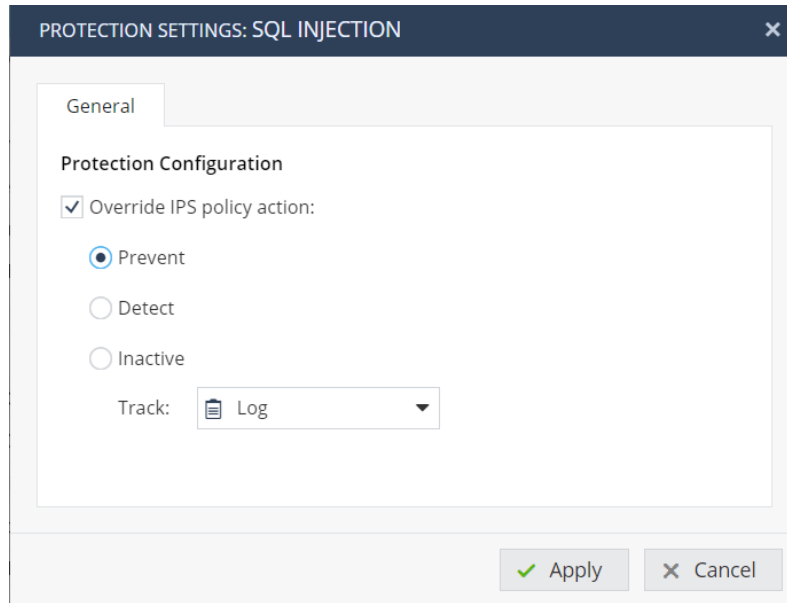 PROTECTION SETTINGS: SQL INJECTION
General
Protection Configuration
Override IPS policy action:
Prevent
Detect
Inactive
Track: Log
Apply Cancel